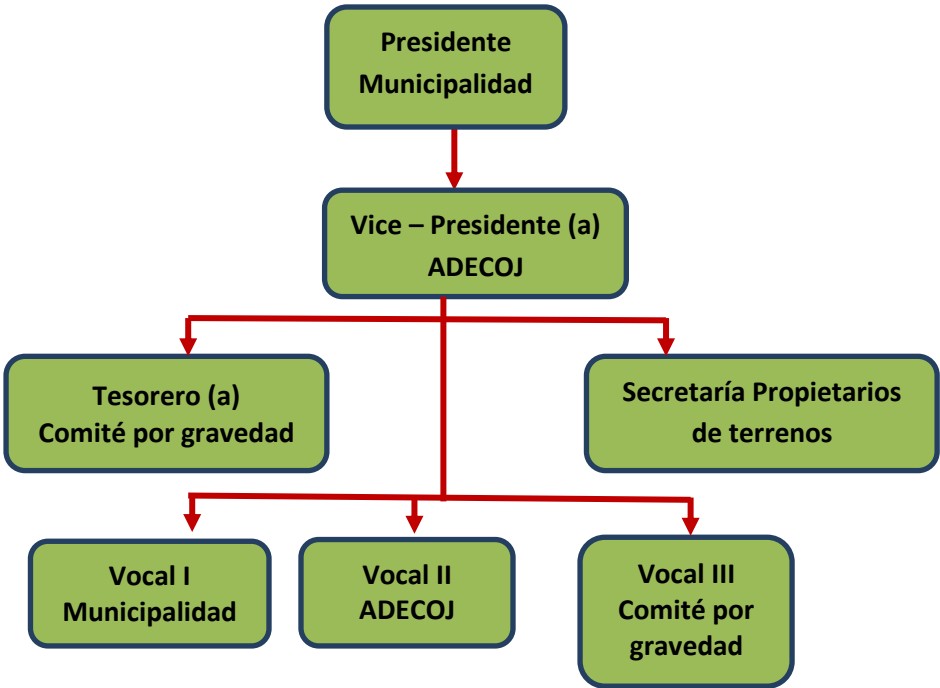 Presidente
Municipalidad
Vice – Presidente (a)
ADECOJ
Tesorero (a)
Comité por gravedad
Secretaría Propietarios
de terrenos
Vocal I
Municipalidad
Vocal II
ADECOJ
Vocal III
Comité por
gravedad